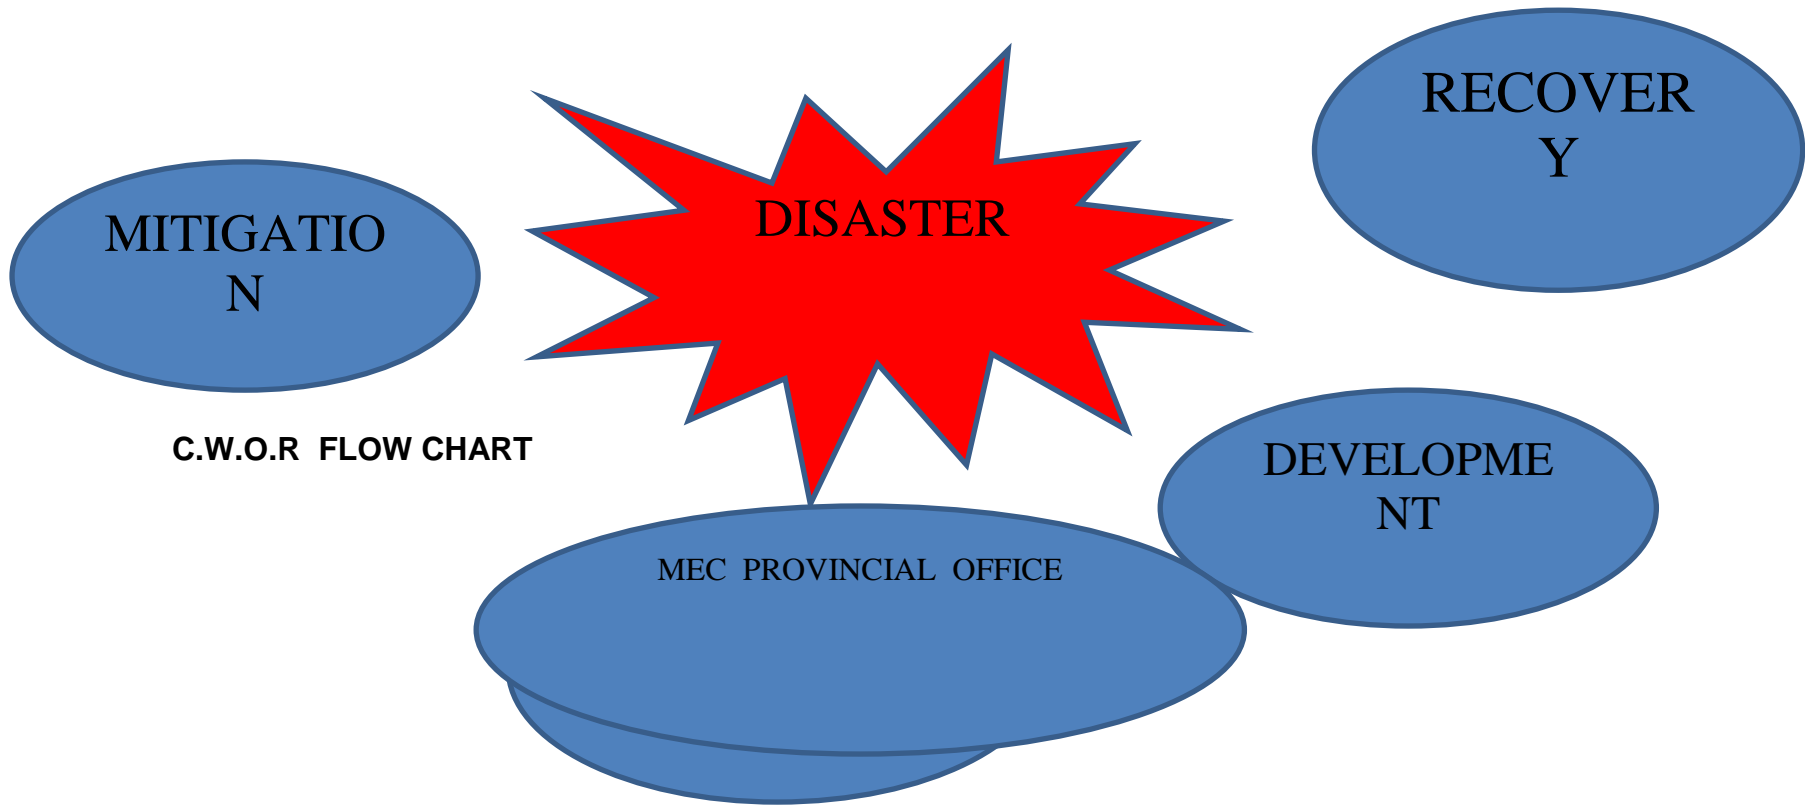 RECOVER
Y
DISASTER
MITIGATIO
N
C.W.O.R  FLOW CHART
DEVELOPME
NT
MEC  PROVINCIAL  OFFICE